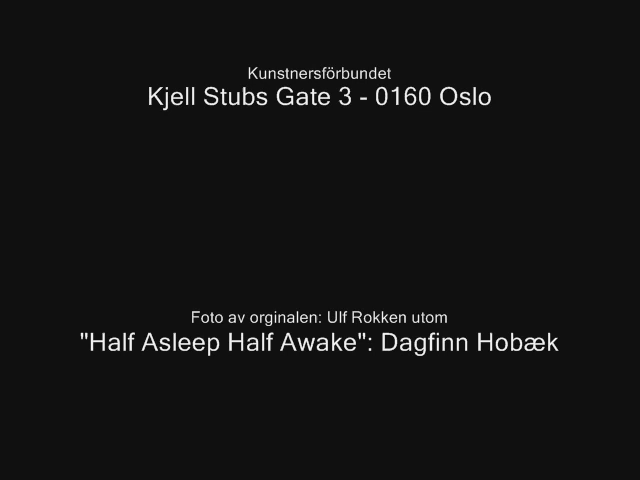 Kunstnersförbundet
Kjell Stubs Gate 3 - 0160 Oslo
Foto av orginalen: Ulf Rokken utom
"Half Asleep Half Awake": Dagfinn Hobæk